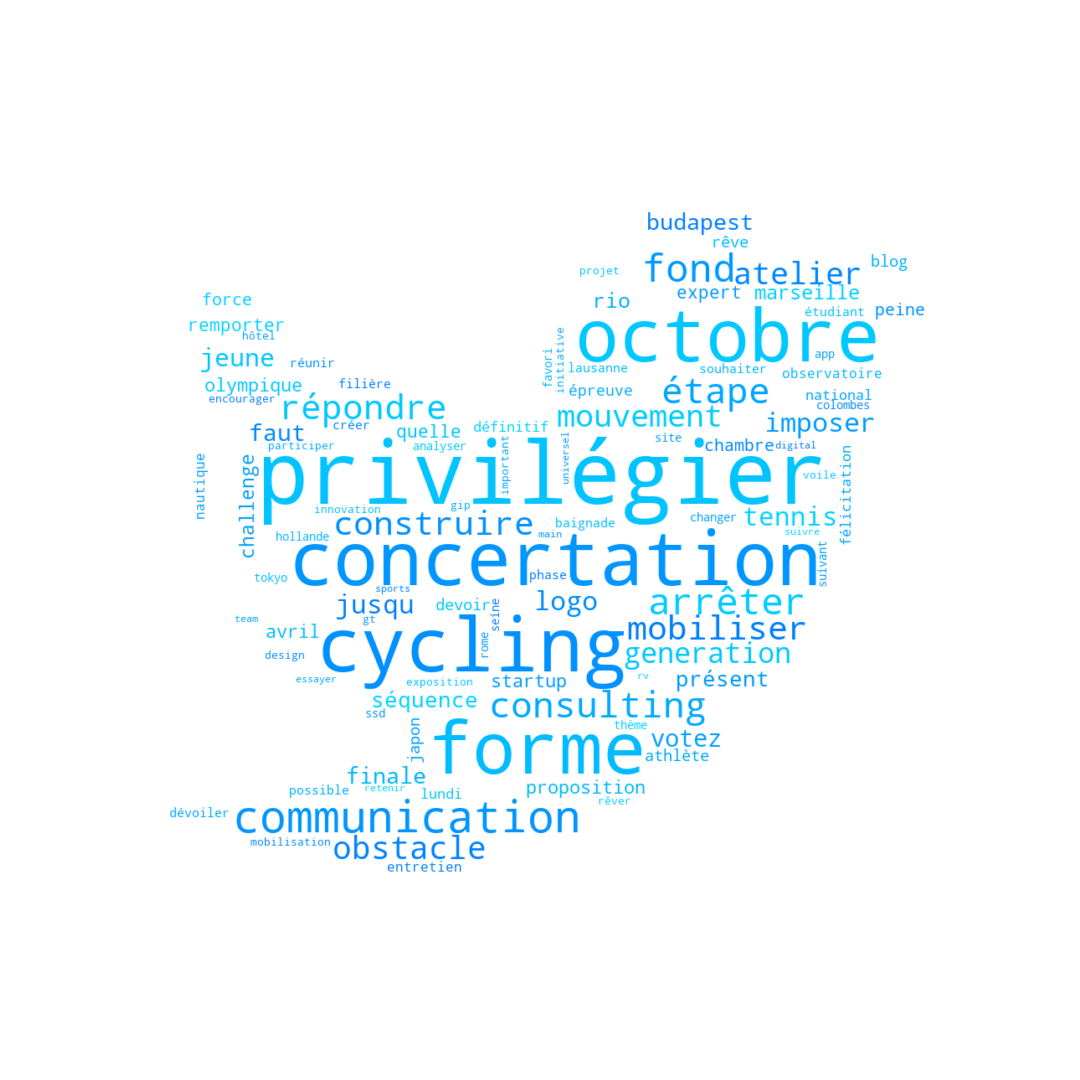 budapest
rêve
blog
fond
atelier
projet
expert
marseille
force
rio
étudiant
peine
remporter
octobre
hôtel
jeune
réunir
favori
initiative
app
lausanne
souhaiter
observatoire
olympique
filière
étape
épreuve
national
encourager
répondre
colombes
créer
quelle
définitif
mouvement
imposer
faut
participer
analyser
site
chambre
digital
privilégier
important
universel
voile
nautique
challenge
félicitation
gip
innovation
construire
baignade
changer
tennis
hollande
main
suivre
concertation
suivant
tokyo
phase
sports
jusqu
devoir
logo
arrêter
team
gt
seine
avril
cycling
mobiliser
rome
design
generation
essayer
exposition
startup
rv
présent
séquence
consulting
ssd
thème
japon
forme
votez
athlète
finale
possible
retenir
lundi
proposition
rêver
dévoiler
communication
mobilisation
obstacle
entretien